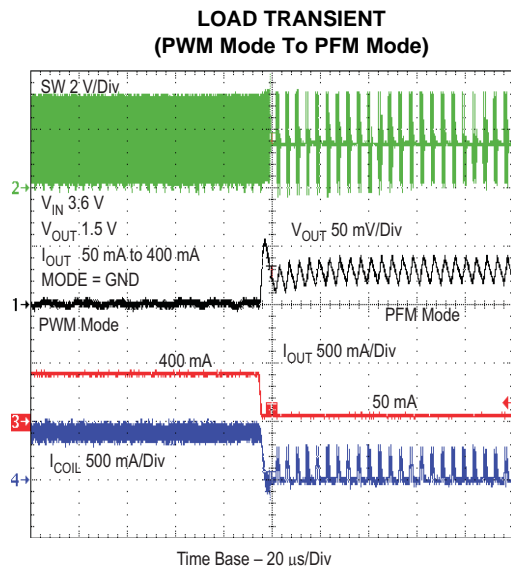 LOAD TRANSIENT
(PWM Mode To PFM Mode)
SW 2 V/Div
2
VIN 3.6 V
VOUT 1.5 V
IOUT 50 mA to 400 mA
MODE = GND
VOUT 50 mV/Div
1
PWM Mode
PFM Mode
IOUT 500 mA/Div
400 mA
50 mA
3
ICOIL 500 mA/Div
4
Time Base – 20 μs/Div